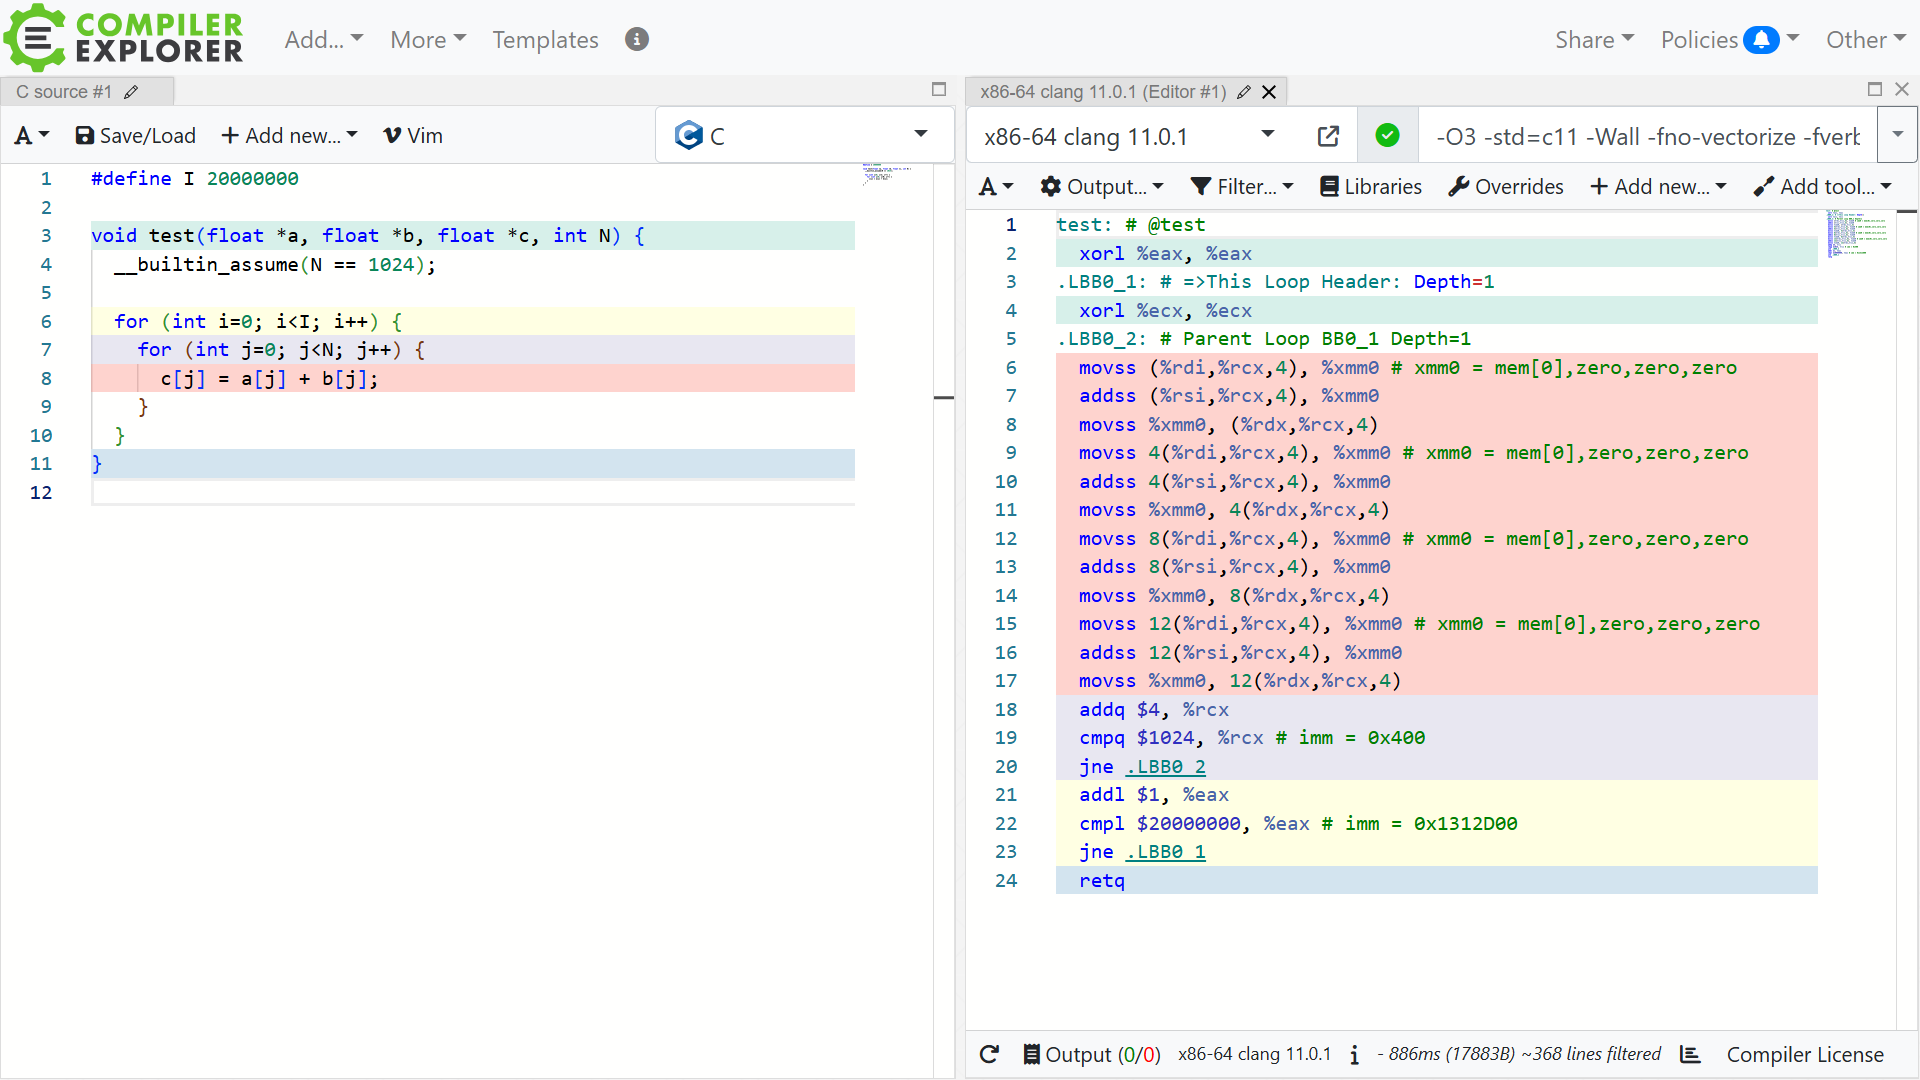 COMPILER EXPLORER Add... More Templates Share Policies Other
C source #1
A Save/Load + Add new... Vim C
1 #define I 20000000
2
3 void test(float *a, float *b, float *c, int N) {
4 __builtin_assume(N == 1024);
5
6 for (int i=0; i<I; i++) {
7 for (int j=0; j<N; j++) {
8 c[j] = a[j] + b[j];
9 }
10 }
11 }
12
x86-64 clang 11.0.1 (Editor #1)
x86-64 clang 11.0.1 -O3 -std=c11 -Wall -fno-vectorize -fverb
A Output... Filter... Libraries Overrides + Add new... Add tool...
1 test: # @test
2 xorl %eax, %eax
3 .LBB0_1: # =>This Loop Header: Depth=1
4 xorl %ecx, %ecx
5 .LBB0_2: # Parent Loop BB0_1 Depth=1
6 movss (%rdi,%rcx,4), %xmm0 # xmm0 = mem[0],zero,zero,zero
7 addss (%rsi,%rcx,4), %xmm0
8 movss %xmm0, (%rdx,%rcx,4)
9 movss 4(%rdi,%rcx,4), %xmm0 # xmm0 = mem[0],zero,zero,zero
10 addss 4(%rsi,%rcx,4), %xmm0
11 movss %xmm0, 4(%rdx,%rcx,4)
12 movss 8(%rdi,%rcx,4), %xmm0 # xmm0 = mem[0],zero,zero,zero
13 addss 8(%rsi,%rcx,4), %xmm0
14 movss %xmm0, 8(%rdx,%rcx,4)
15 movss 12(%rdi,%rcx,4), %xmm0 # xmm0 = mem[0],zero,zero,zero
16 addss 12(%rsi,%rcx,4), %xmm0
17 movss %xmm0, 12(%rdx,%rcx,4)
18 addq $4, %rcx
19 cmpq $1024, %rcx # imm = 0x400
20 jne .LBB0_2
21 addl $1, %eax
22 cmpl $20000000, %eax # imm = 0x1312D00
23 jne .LBB0_1
24 retq
Output (0/0) x86-64 clang 11.0.1 i - 886ms (17883B) ~368 lines filtered Compiler License